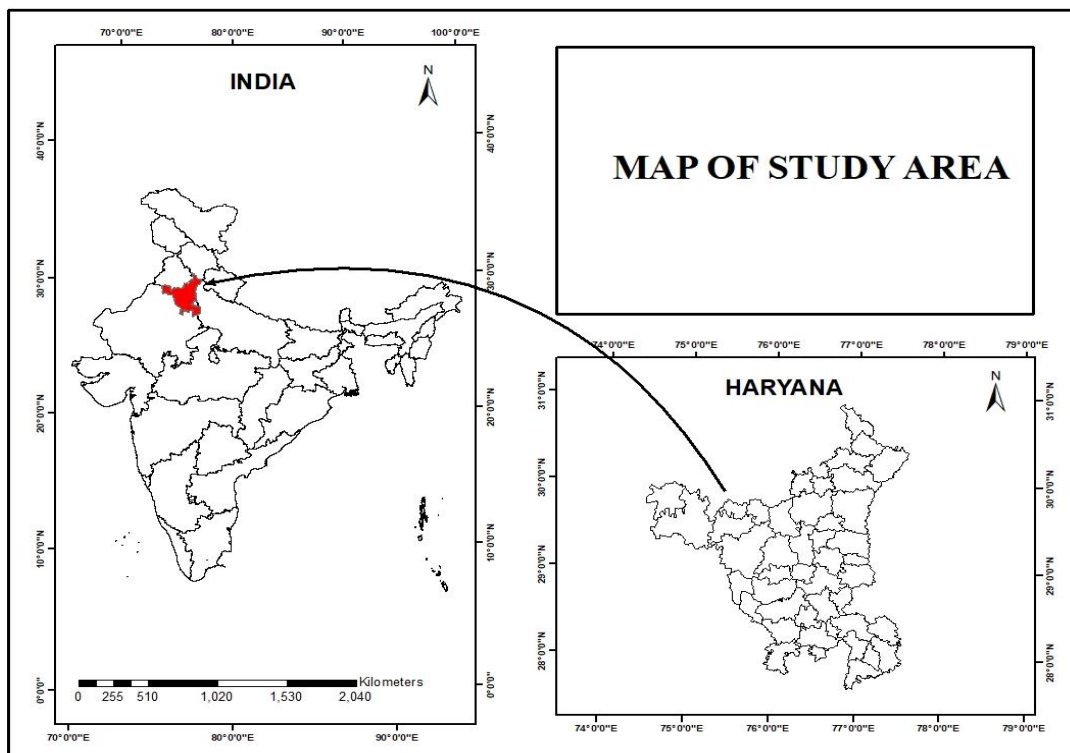 70°0'0"E 80°0'0"E 90°0'0"E 100°0'0"E
INDIA
N
40°0'0"N 30°0'0"N 20°0'0"N 10°0'0"N 0°0'0"
40°0'0"N 30°0'0"N 20°0'0"N 10°0'0"N 0°0'0"
0 255 510 1,020 1,530 2,040
Kilometers
70°0'0"E 80°0'0"E 90°0'0"E
MAP OF STUDY AREA
74°0'0"E 75°0'0"E 76°0'0"E 77°0'0"E 78°0'0"E 79°0'0"E
HARYANA
N
31°0'0"N 30°0'0"N 29°0'0"N 28°0'0"N
31°0'0"N 30°0'0"N 29°0'0"N 28°0'0"N
74°0'0"E 75°0'0"E 76°0'0"E 77°0'0"E 78°0'0"E 79°0'0"E